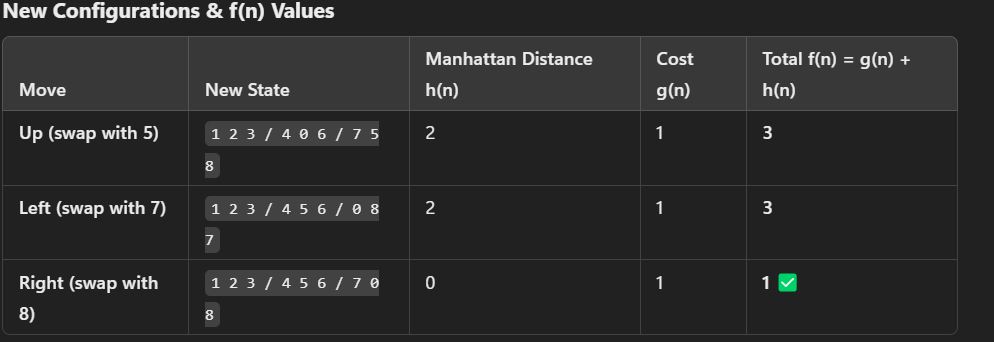 New Configurations & f(n) Values
Manhattan Distance Cost Total f(n) = g(n) +
Move New State h(n) g(n) h(n)
Up (swap with 5) 1 2 3 / 4 0 6 / 7 5 2 1 3
8
Left (swap with 7) 1 2 3 / 4 5 6 / 0 8 2 1 3
7
Right (swap with 1 2 3 / 4 5 6 / 7 0 0 1 1 ✅
8) 8